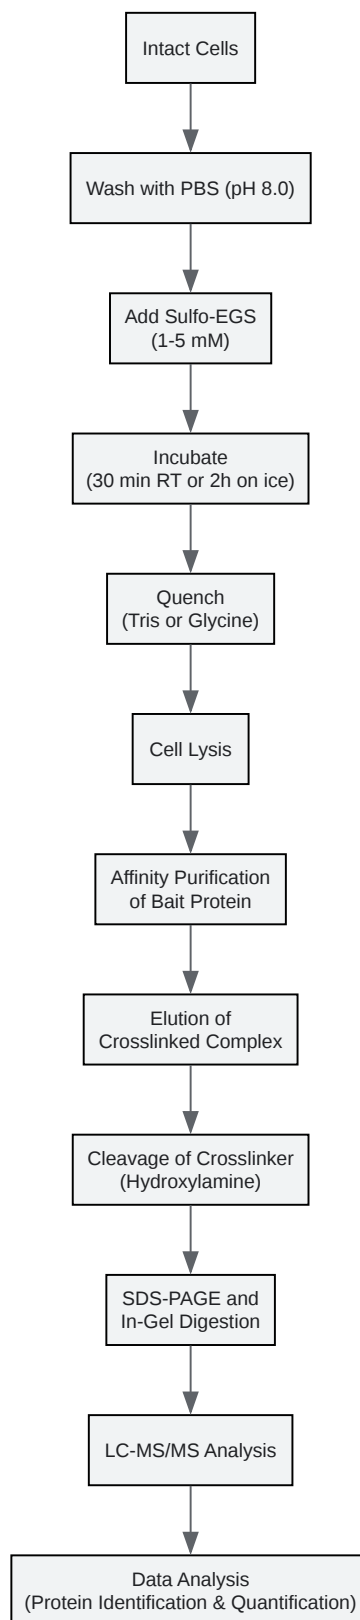 Intact Cells
Wash with PBS (pH 8.0)
Add Sulfo-EGS
(1-5 mM)
Incubate
(30 min RT or 2h on ice)
Quench
(Tris or Glycine)
Cell Lysis
Affinity Purification
of Bait Protein
Elution of
Crosslinked Complex
Cleavage of Crosslinker
(Hydroxylamine)
SDS-PAGE and
In-Gel Digestion
LC-MS/MS Analysis
Data Analysis
(Protein Identification & Quantification)